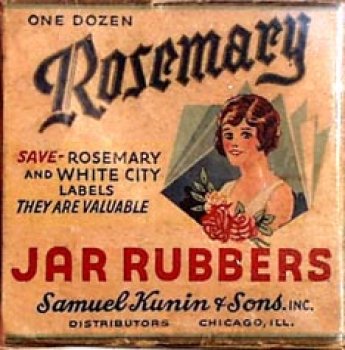 ONE DOZEN
Rosemary
SAVE-ROSEMARY
AND WHITE CITY
LABELS
THEY ARE VALUABLE
JAR RUBBERS
Samuel Kunin & Sons. INC.
DISTRIBUTORS CHICAGO, ILL.